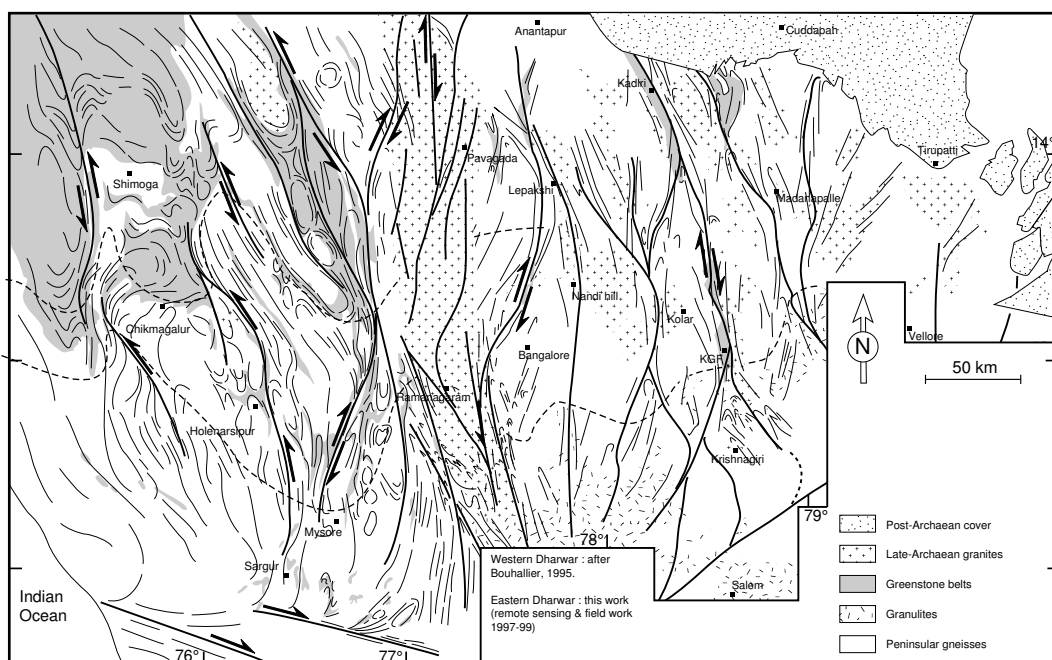 Anantapur
Cuddapah
Kadiri
14°
Pavagada
Tirupatti
Shimoga
Lepakshi
Madanapalle
Nandi hill
Chikmagalur
Kolar
Vellore
Bangalore
KGF
N
50 km
Ramanagaram
Holenarsipur
Krishnagiri
79°
Mysore
Post-Archaean cover
78°
Late-Archaean granites
Western Dharwar : after
Bouhallier, 1995.
Sargur
Salem
Greenstone belts
Indian
Ocean
Eastern Dharwar : this work
(remote sensing & field work
1997-99)
Granulites
Peninsular gneisses
76°
77°